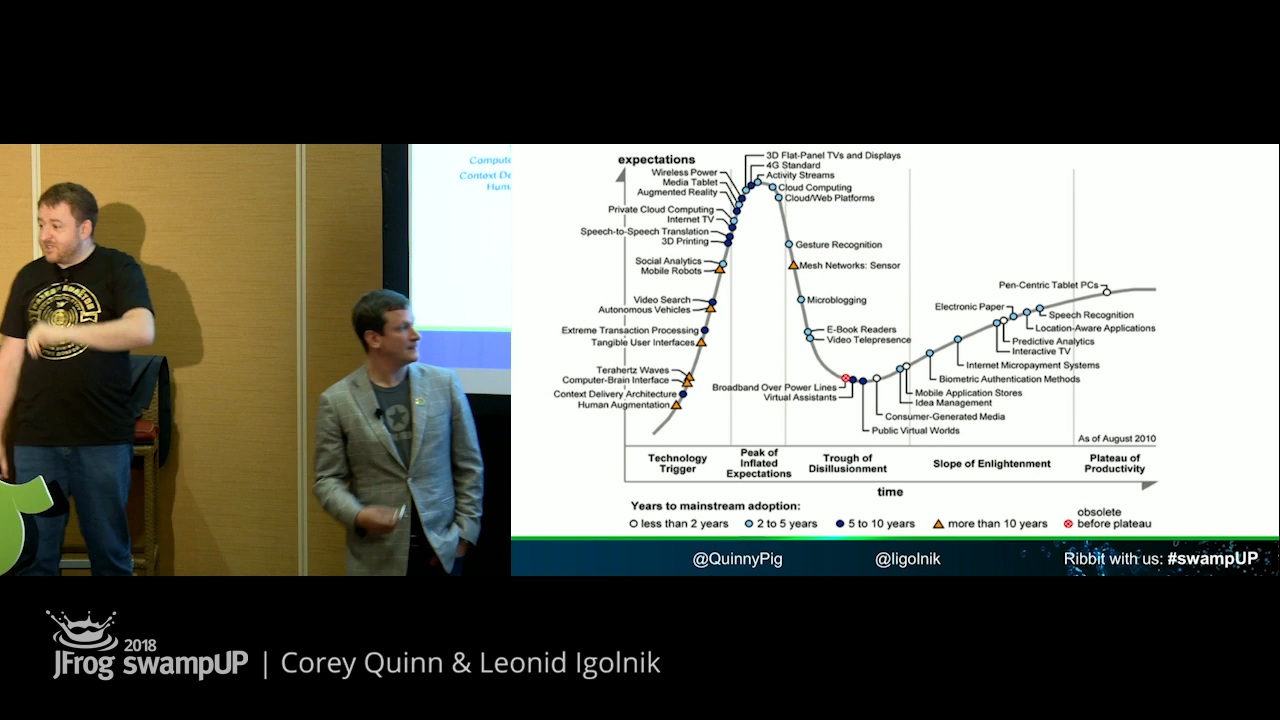 Compute
Context De
Hum
expectations
3D Flat-Panel TVs and Displays
4G Standard
Activity Streams
Wireless Power
Media Tablet
Augmented Reality
Cloud Computing
Cloud/Web Platforms
Private Cloud Computing
Internet TV
Speech-to-Speech Translation
3D Printing
Gesture Recognition
Social Analytics
Mobile Robots
Mesh Networks: Sensor
Video Search
Autonomous Vehicles
Microblogging
Extreme Transaction Processing
Tangible User Interfaces
E-Book Readers
Video Telepresence
Terahertz Waves
Computer-Brain Interface
Context Delivery Architecture
Human Augmentation
Broadband Over Power Lines
Virtual Assistants
Pen-Centric Tablet PCs
Electronic Paper
Speech Recognition
Location-Aware Applications
Predictive Analytics
Interactive TV
Internet Micropayment Systems
Biometric Authentication Methods
Mobile Application Stores
Idea Management
Consumer-Generated Media
Public Virtual Worlds
As of August 2010
Technology
Trigger
Peak of
Inflated
Expectations
Trough of
Disillusionment
Slope of Enlightenment
Plateau of
Productivity
time
Years to mainstream adoption:
less than 2 years
2 to 5 years
5 to 10 years
more than 10 years
obsolete
before plateau
@QuinnyPig
@ligolnik
Ribbit with us: #swampUP
2018
JFrog swampUP | Corey Quinn & Leonid Igolnik